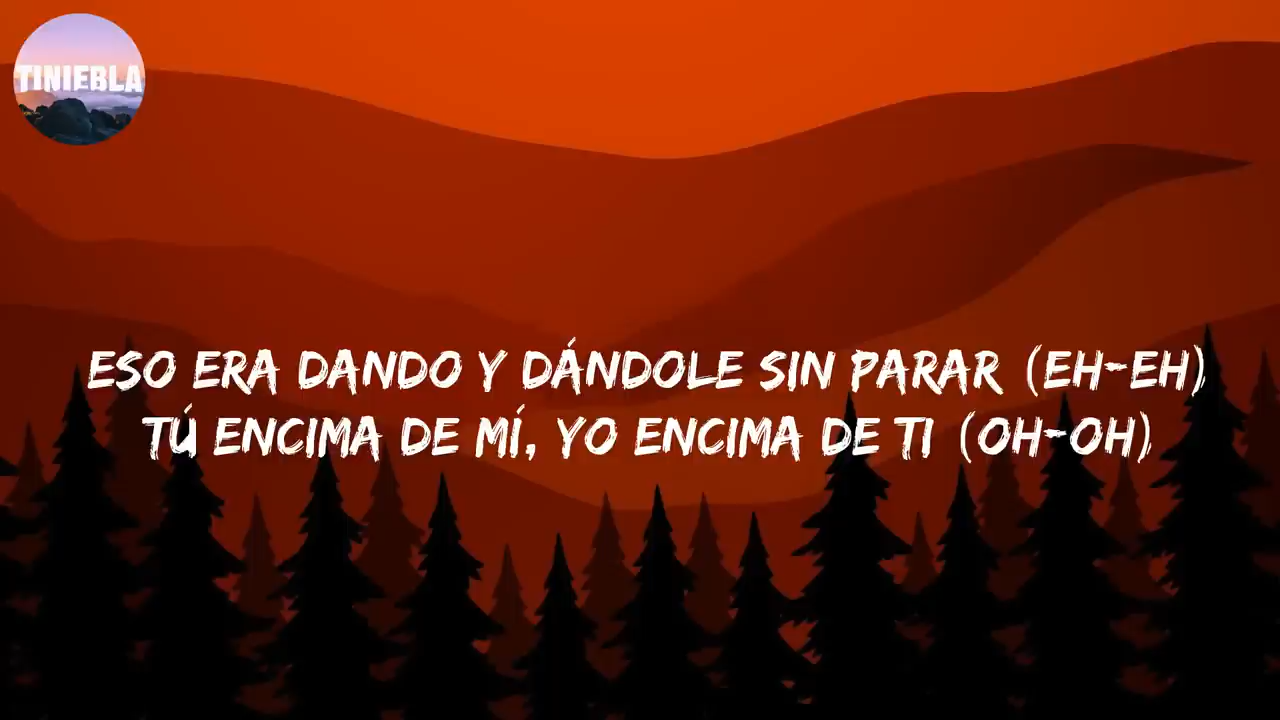 TINIEBLA
ESO ERA DANDO Y DÁNDOLE SIN PARAR (EH-EH)
TÚ ENCIMA DE MÍ, YO ENCIMA DE TI (OH-OH)